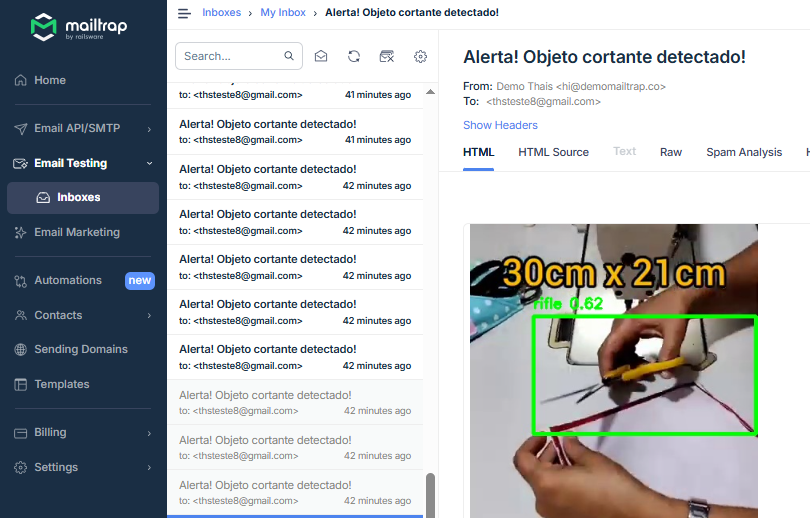 mailtrap
by railsware
Home
Email API/SMTP
Email Testing
Inboxes
Email Marketing
Automations new
Contacts
Sending Domains
Templates
Billing
Settings
Inboxes › My Inbox › Alerta! Objeto cortante detectado!
Search...
to: <thsteste8@gmail.com> 41 minutes ago
Alerta! Objeto cortante detectado!
to: <thsteste8@gmail.com> 41 minutes ago
Alerta! Objeto cortante detectado!
to: <thsteste8@gmail.com> 42 minutes ago
Alerta! Objeto cortante detectado!
to: <thsteste8@gmail.com> 42 minutes ago
Alerta! Objeto cortante detectado!
to: <thsteste8@gmail.com> 42 minutes ago
Alerta! Objeto cortante detectado!
to: <thsteste8@gmail.com> 42 minutes ago
Alerta! Objeto cortante detectado!
to: <thsteste8@gmail.com> 42 minutes ago
Alerta! Objeto cortante detectado!
to: <thsteste8@gmail.com> 42 minutes ago
Alerta! Objeto cortante detectado!
to: <thsteste8@gmail.com> 42 minutes ago
Alerta! Objeto cortante detectado!
to: <thsteste8@gmail.com> 42 minutes ago
Alerta! Objeto cortante detectado!
From: Demo Thais <hi@demomailtrap.co>
To: <thsteste8@gmail.com>
Show Headers
HTML HTML Source Text Raw Spam Analysis
30cm x 21cm
rifle 0.62